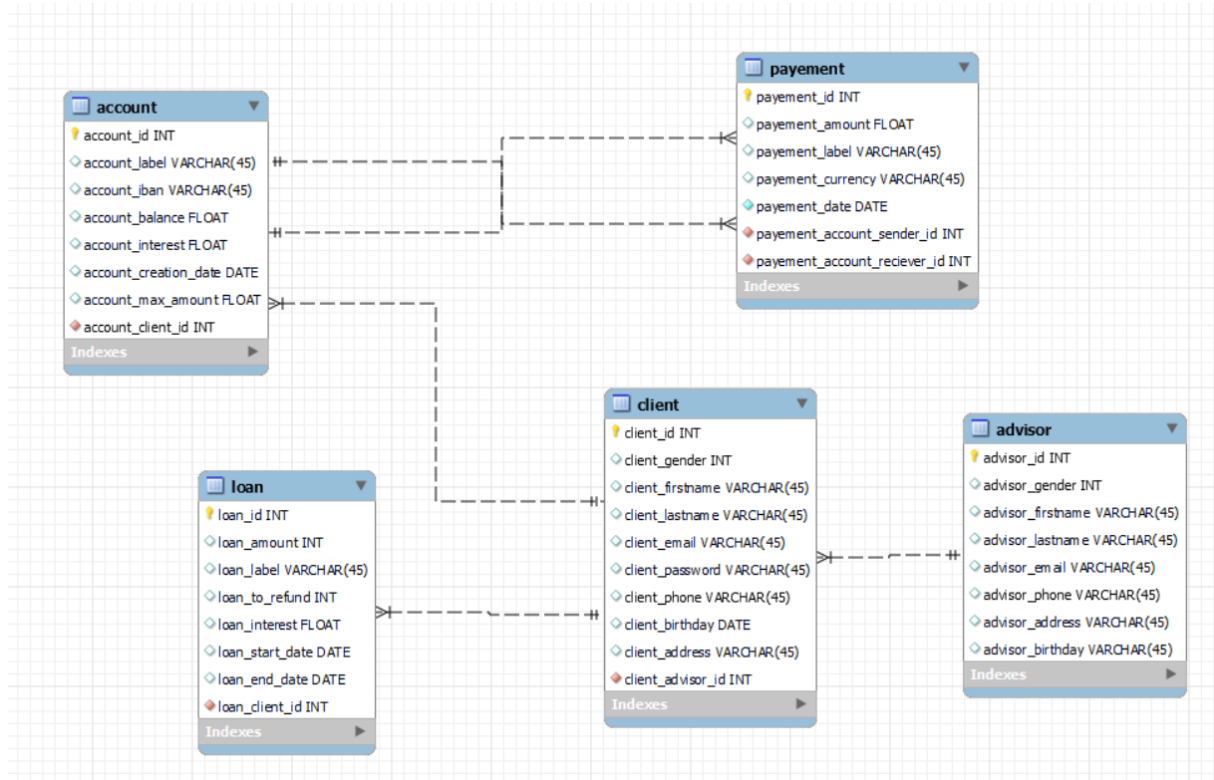 account
account_id INT
account_label VARCHAR(45)
account_iban VARCHAR(45)
account_balance FLOAT
account_interest FLOAT
account_creation_date DATE
account_max_amount FLOAT
account_client_id INT
Indexes
payement
payement_id INT
payement_amount FLOAT
payement_label VARCHAR(45)
payement_currency VARCHAR(45)
payement_date DATE
payement_account_sender_id INT
payement_account_reciever_id INT
Indexes
loan
loan_id INT
loan_amount INT
loan_label VARCHAR(45)
loan_to_refund INT
loan_interest FLOAT
loan_start_date DATE
loan_end_date DATE
loan_client_id INT
Indexes
client
client_id INT
client_gender INT
client_firstname VARCHAR(45)
client_lastname VARCHAR(45)
client_email VARCHAR(45)
client_password VARCHAR(45)
client_phone VARCHAR(45)
client_birthday DATE
client_address VARCHAR(45)
client_advisor_id INT
Indexes
advisor
advisor_id INT
advisor_gender INT
advisor_firstname VARCHAR(45)
advisor_lastname VARCHAR(45)
advisor_email VARCHAR(45)
advisor_phone VARCHAR(45)
advisor_address VARCHAR(45)
advisor_birthday VARCHAR(45)
Indexes